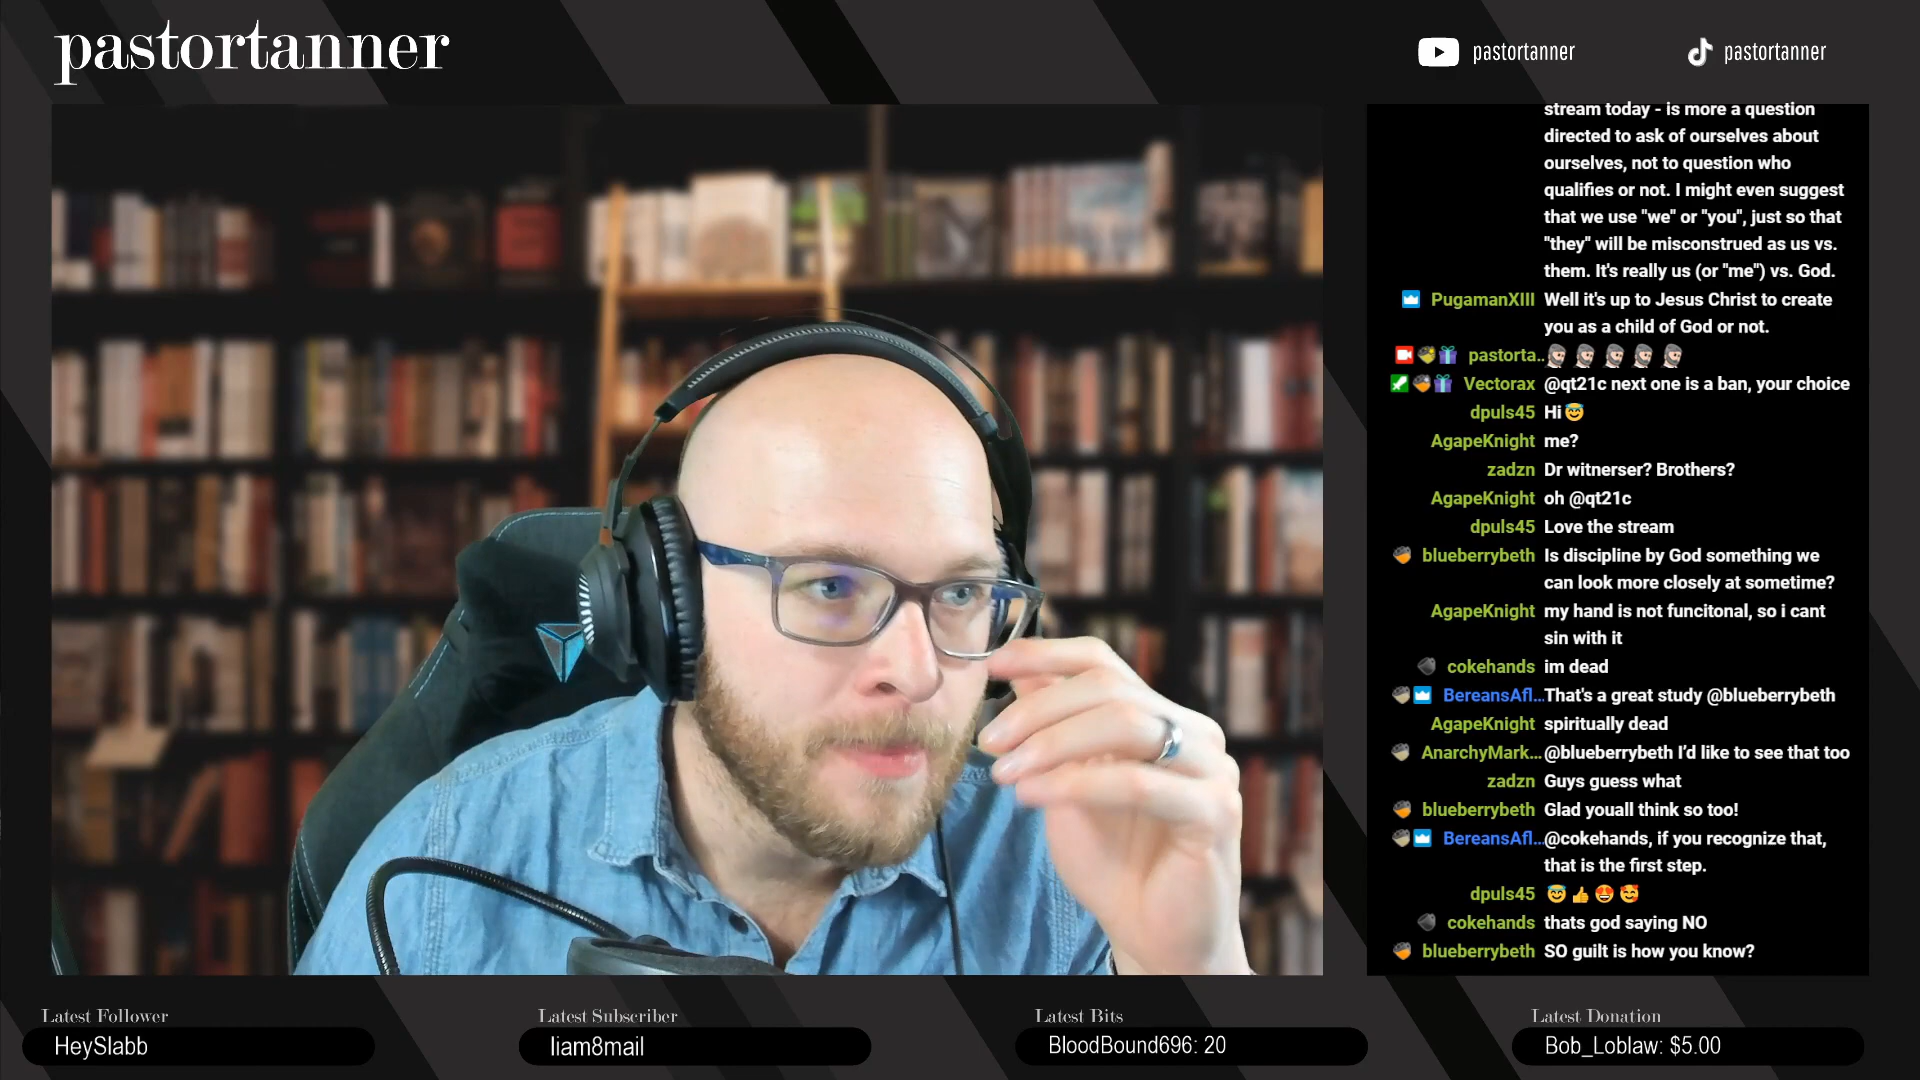 pastortanner
pastortanner
pastortanner
stream today - is more a question
directed to ask of ourselves about
ourselves, not to question who
qualifies or not. I might even suggest
that we use "we" or "you", just so that
"they" will be misconstrued as us vs.
them. It's really us (or "me") vs. God.
PugamanXIII Well it's up to Jesus Christ to create
you as a child of God or not.
pastorta..
Vectorax @qt21c next one is a ban, your choice
dpuls45 Hi😇
AgapeKnight me?
zadzn Dr witnerser? Brothers?
AgapeKnight oh @qt21c
dpuls45 Love the stream
blueberrybeth Is discipline by God something we
can look more closely at sometime?
AgapeKnight my hand is not funcitonal, so i cant
sin with it
cokehands im dead
BereansAfl... That's a great study @blueberrybeth
AgapeKnight spiritually dead
AnarchyMark... @blueberrybeth I'd like to see that too
zadzn Guys guess what
blueberrybeth Glad youall think so too!
BereansAfl... @cokehands, if you recognize that,
that is the first step.
dpuls45 😇 👍 😍 🥰
cokehands thats god saying NO
blueberrybeth SO guilt is how you know?
Latest Follower
HeySlabb
Latest Subscriber
liam8mail
Latest Bits
BloodBound696: 20
Latest Donation
Bob_Loblaw: $5.00